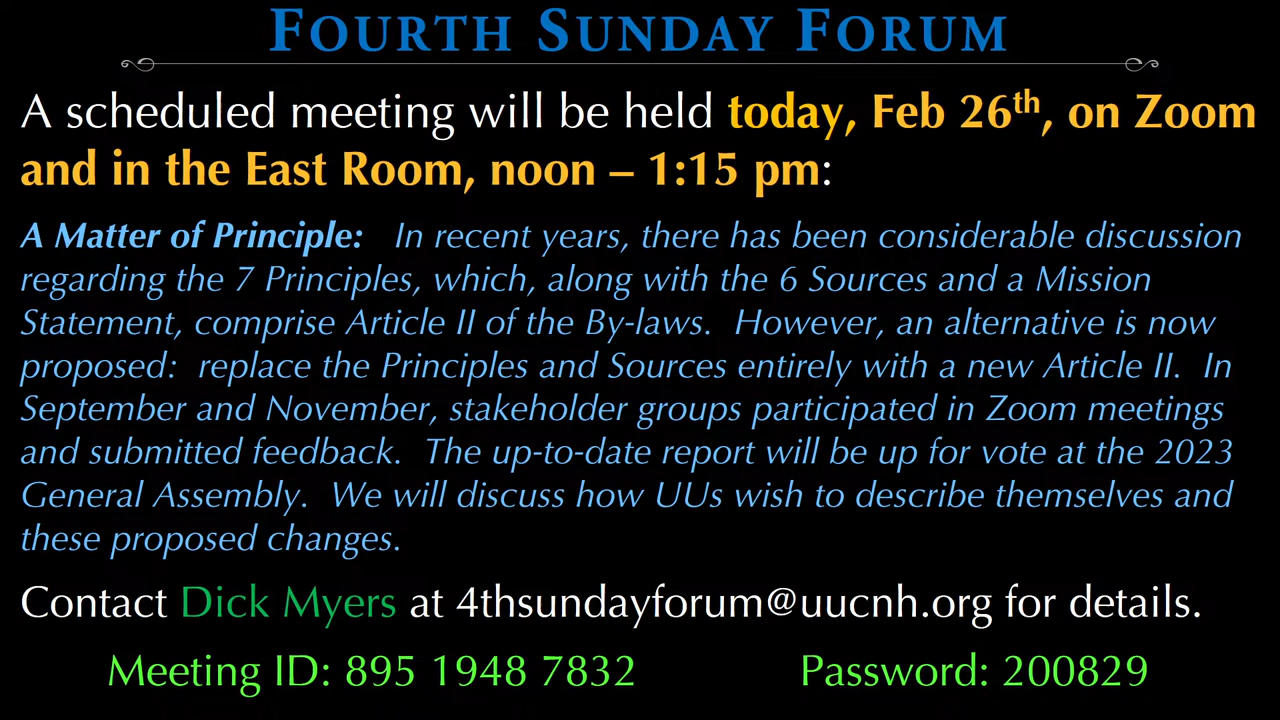 FOURTH SUNDAY FORUM
A scheduled meeting will be held today, Feb 26th, on Zoom
and in the East Room, noon – 1:15 pm:
A Matter of Principle: In recent years, there has been considerable discussion
regarding the 7 Principles, which, along with the 6 Sources and a Mission
Statement, comprise Article II of the By-laws. However, an alternative is now
proposed: replace the Principles and Sources entirely with a new Article II. In
September and November, stakeholder groups participated in Zoom meetings
and submitted feedback. The up-to-date report will be up for vote at the 2023
General Assembly. We will discuss how UUs wish to describe themselves and
these proposed changes.
Contact Dick Myers at 4thsundayforum@uucnh.org for details.
Meeting ID: 895 1948 7832 Password: 200829